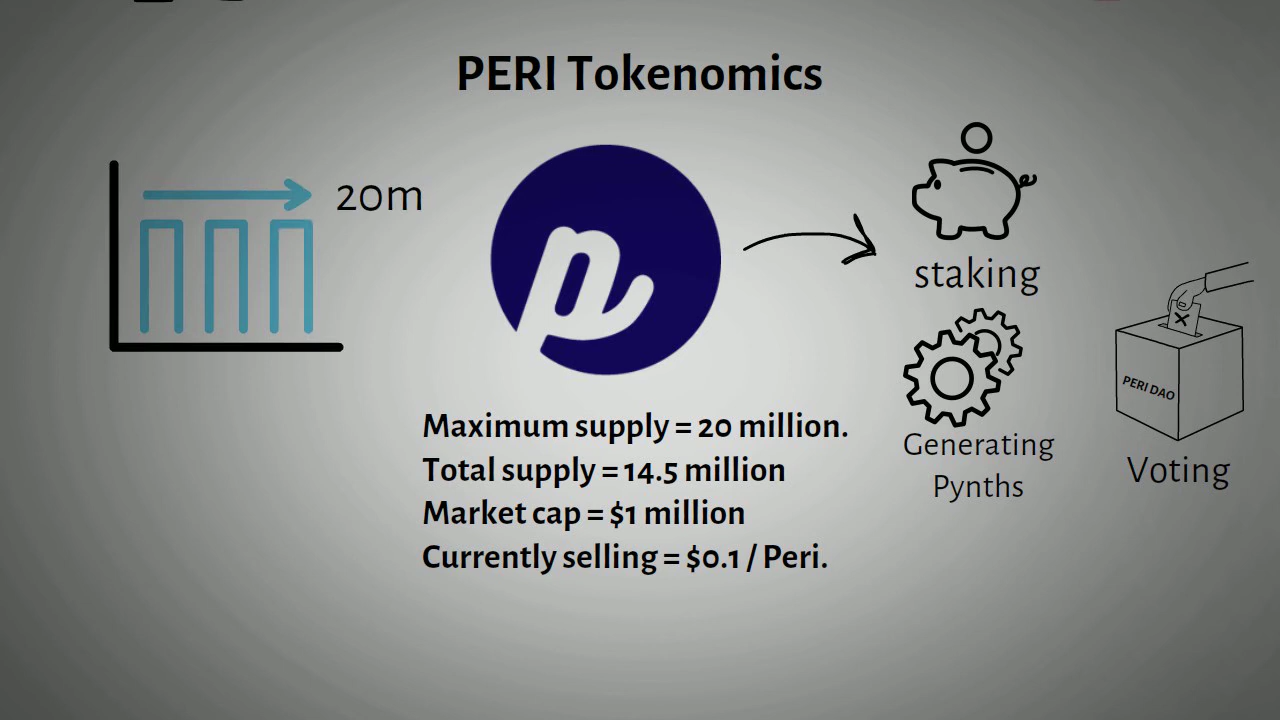 PERI Tokenomics
20m
staking
Generating
Pynths
PERI DAO
Voting
Maximum supply = 20 million.
Total supply = 14.5 million
Market cap = $1 million
Currently selling = $0.1 / Peri.